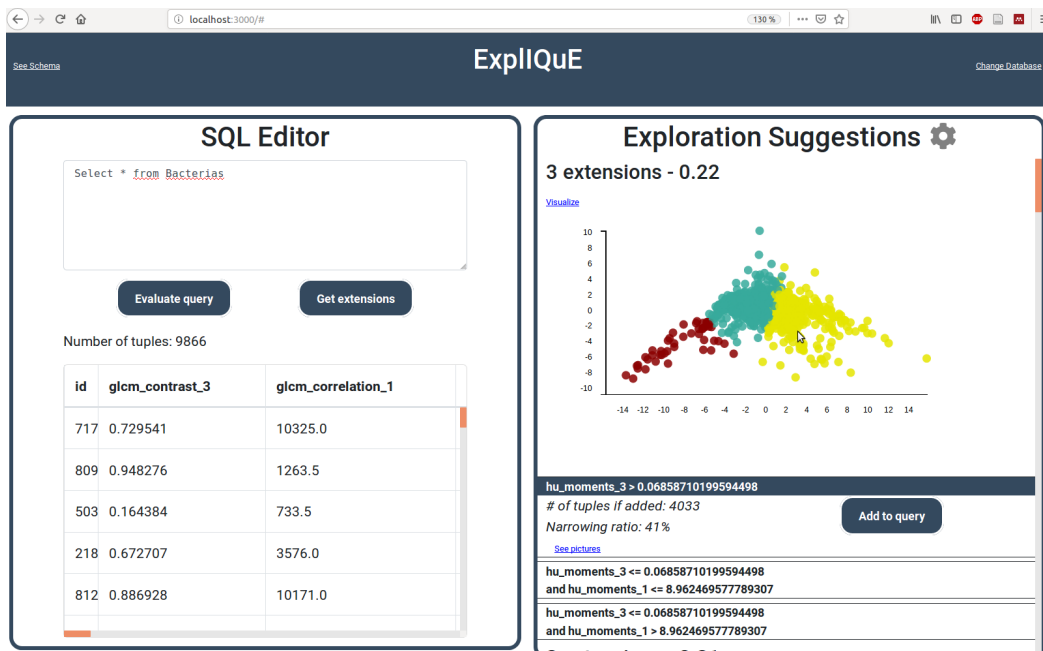 localhost:3000/#
130 %
ABP
See Schema
ExplIQuE
Change Database
SQL Editor
Select * from Bacterias
Evaluate query
Get extensions
Number of tuples: 9866
id glcm_contrast_3 glcm_correlation_1
717 0.729541 10325.0
809 0.948276 1263.5
503 0.164384 733.5
218 0.672707 3576.0
812 0.886928 10171.0
Exploration Suggestions
3 extensions - 0.22
Visualize
10
8
6
4
2
0
-2
-4
-6
-8
-10
-14 -12 -10 -8 -6 -4 -2 0 2 4 6 8 10 12 14
hu_moments_3 > 0.06858710199594498
# of tuples if added: 4033
Narrowing ratio: 41%
Add to query
See pictures
hu_moments_3 <= 0.06858710199594498
and hu_moments_1 <= 8.962469577789307
hu_moments_3 <= 0.06858710199594498
and hu_moments_1 > 8.962469577789307